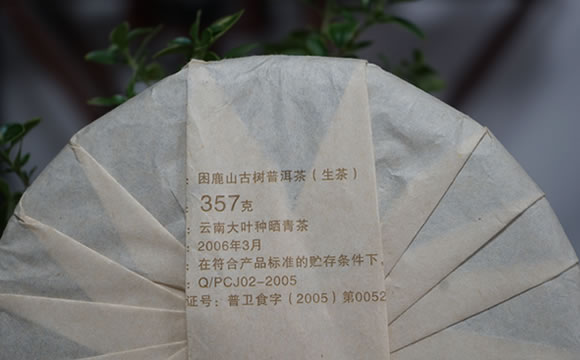 : 困鹿山古树普洱茶(生茶)
: 357克
: 云南大叶种晒青茶
: 2006年3月
: 在符合产品标准的贮存条件下,
: Q/PCJ02-2005
证号: 普卫食字(2005)第0052